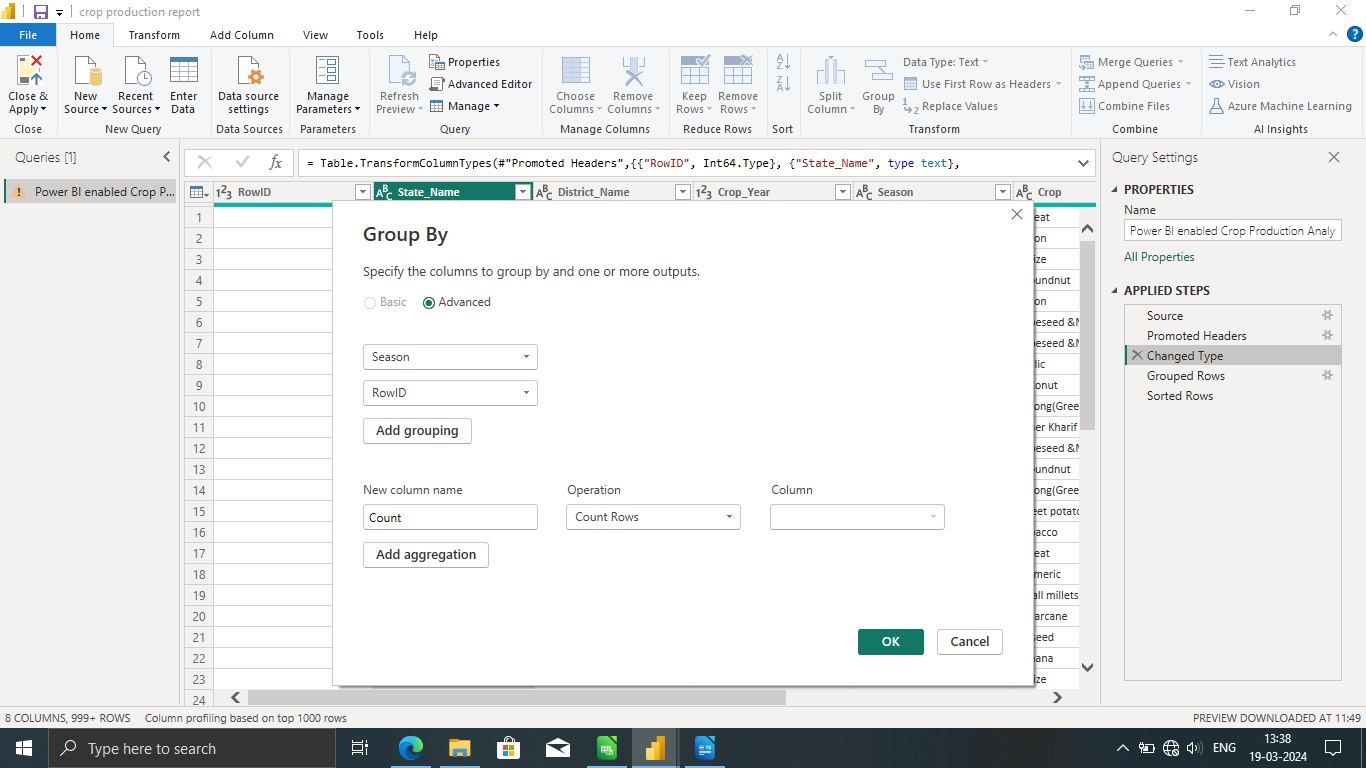 crop production report
File Home Transform Add Column View Tools Help
Close & Apply
New Source
Recent Sources
Enter Data
Data source settings
Manage Parameters
Refresh Preview
Properties
Advanced Editor
Manage
Choose Columns
Remove Columns
Keep Rows
Remove Rows
Split Column
Group By
Data Type: Text
Use First Row as Headers
Replace Values
Merge Queries
Append Queries
Combine Files
Text Analytics
Vision
Azure Machine Learning
Close New Query Data Sources Parameters Query Manage Columns Reduce Rows Sort Transform Combine AI Insights
Queries [1]
Power BI enabled Crop P...
fx = Table.TransformColumnTypes(#"Promoted Headers",{{"RowID", Int64.Type}, {"State_Name", type text},
RowID State_Name District_Name Crop_Year Season Crop
1 eat
2 on
3 ize
4 undnut
5 on
6 eseed &M
7 eseed &M
8 lic
9 onut
10 ong(Gree
11 er Kharif
12 eseed &M
13 undnut
14 ong(Gree
15 eet potato
16 acco
17 eat
18 meric
19 all millets
20 arcane
21 seed
22 ana
23 ize
24
Group By
Specify the columns to group by and one or more outputs.
Basic Advanced
Season
RowID
Add grouping
New column name Operation Column
Count Count Rows
Add aggregation
OK Cancel
Query Settings
PROPERTIES
Name
Power BI enabled Crop Production Analy
All Properties
APPLIED STEPS
Source
Promoted Headers
Changed Type
Grouped Rows
Sorted Rows
8 COLUMNS, 999+ ROWS Column profiling based on top 1000 rows PREVIEW DOWNLOADED AT 11:49
Type here to search
ENG
13:38
19-03-2024